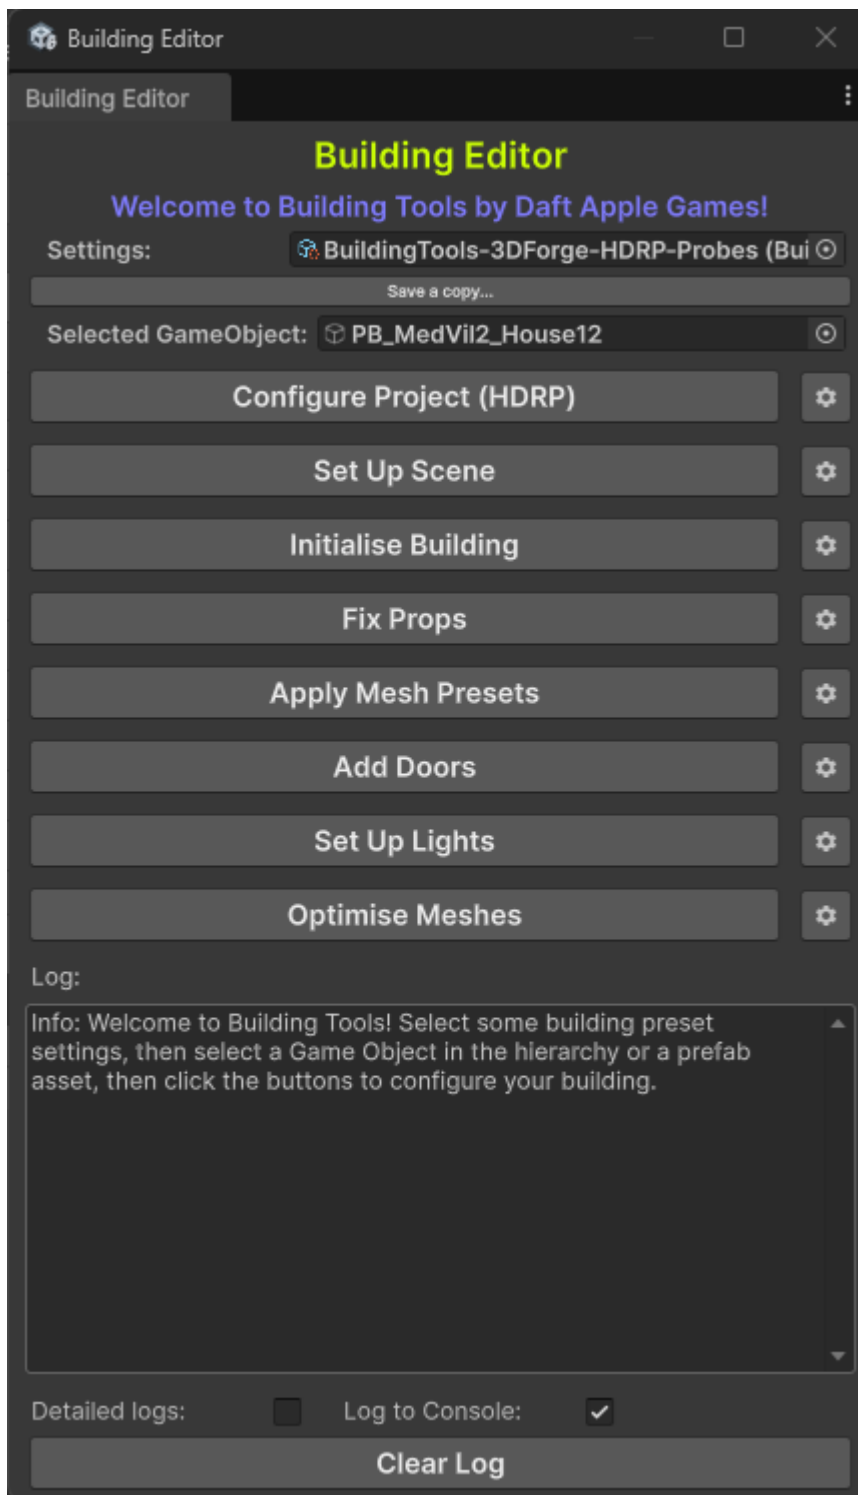 Building Editor
Building Editor
Building Editor
Welcome to Building Tools by Daft Apple Games!
Settings: BuildingTools-3DForge-HDRP-Probes (Bui
Save a copy...
Selected GameObject: PB_MedVil2_House12
Configure Project (HDRP)
Set Up Scene
Initialise Building
Fix Props
Apply Mesh Presets
Add Doors
Set Up Lights
Optimise Meshes
Log:
Info: Welcome to Building Tools! Select some building preset
settings, then select a Game Object in the hierarchy or a prefab
asset, then click the buttons to configure your building.
Detailed logs: Log to Console:
Clear Log